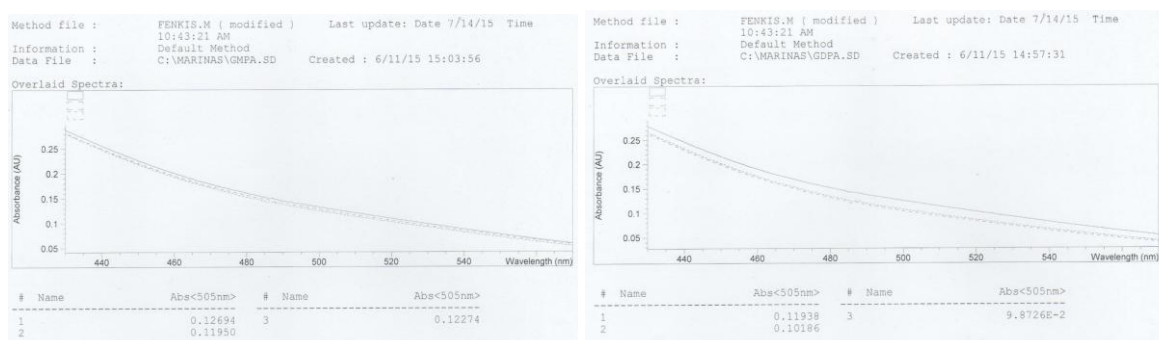 Method file : FENKIS.M ( modified ) Last update: Date 7/14/15 Time
10:43:21 AM
Information : Default Method
Data File : C:\MARINAS\GMPA.SD Created : 6/11/15 15:03:56
Overlaid Spectra:
Absorbance (AU)
0.25
0.2
0.15
0.1
0.05
440 460 480 500 520 540 Wavelength (nm)
# Name Abs<505nm> # Name Abs<505nm>
1 0.12694 3 0.12274
2 0.11950
Method file : FENKIS.M ( modified ) Last update: Date 7/14/15 Time
10:43:21 AM
Information : Default Method
Data File : C:\MARINAS\GDPA.SD Created : 6/11/15 14:57:31
Overlaid Spectra:
Absorbance (AU)
0.25
0.2
0.15
0.1
0.05
440 460 480 500 520 540 Wavelength (nm)
# Name Abs<505nm> # Name Abs<505nm>
1 0.11938 3 9.8726E-2
2 0.10186